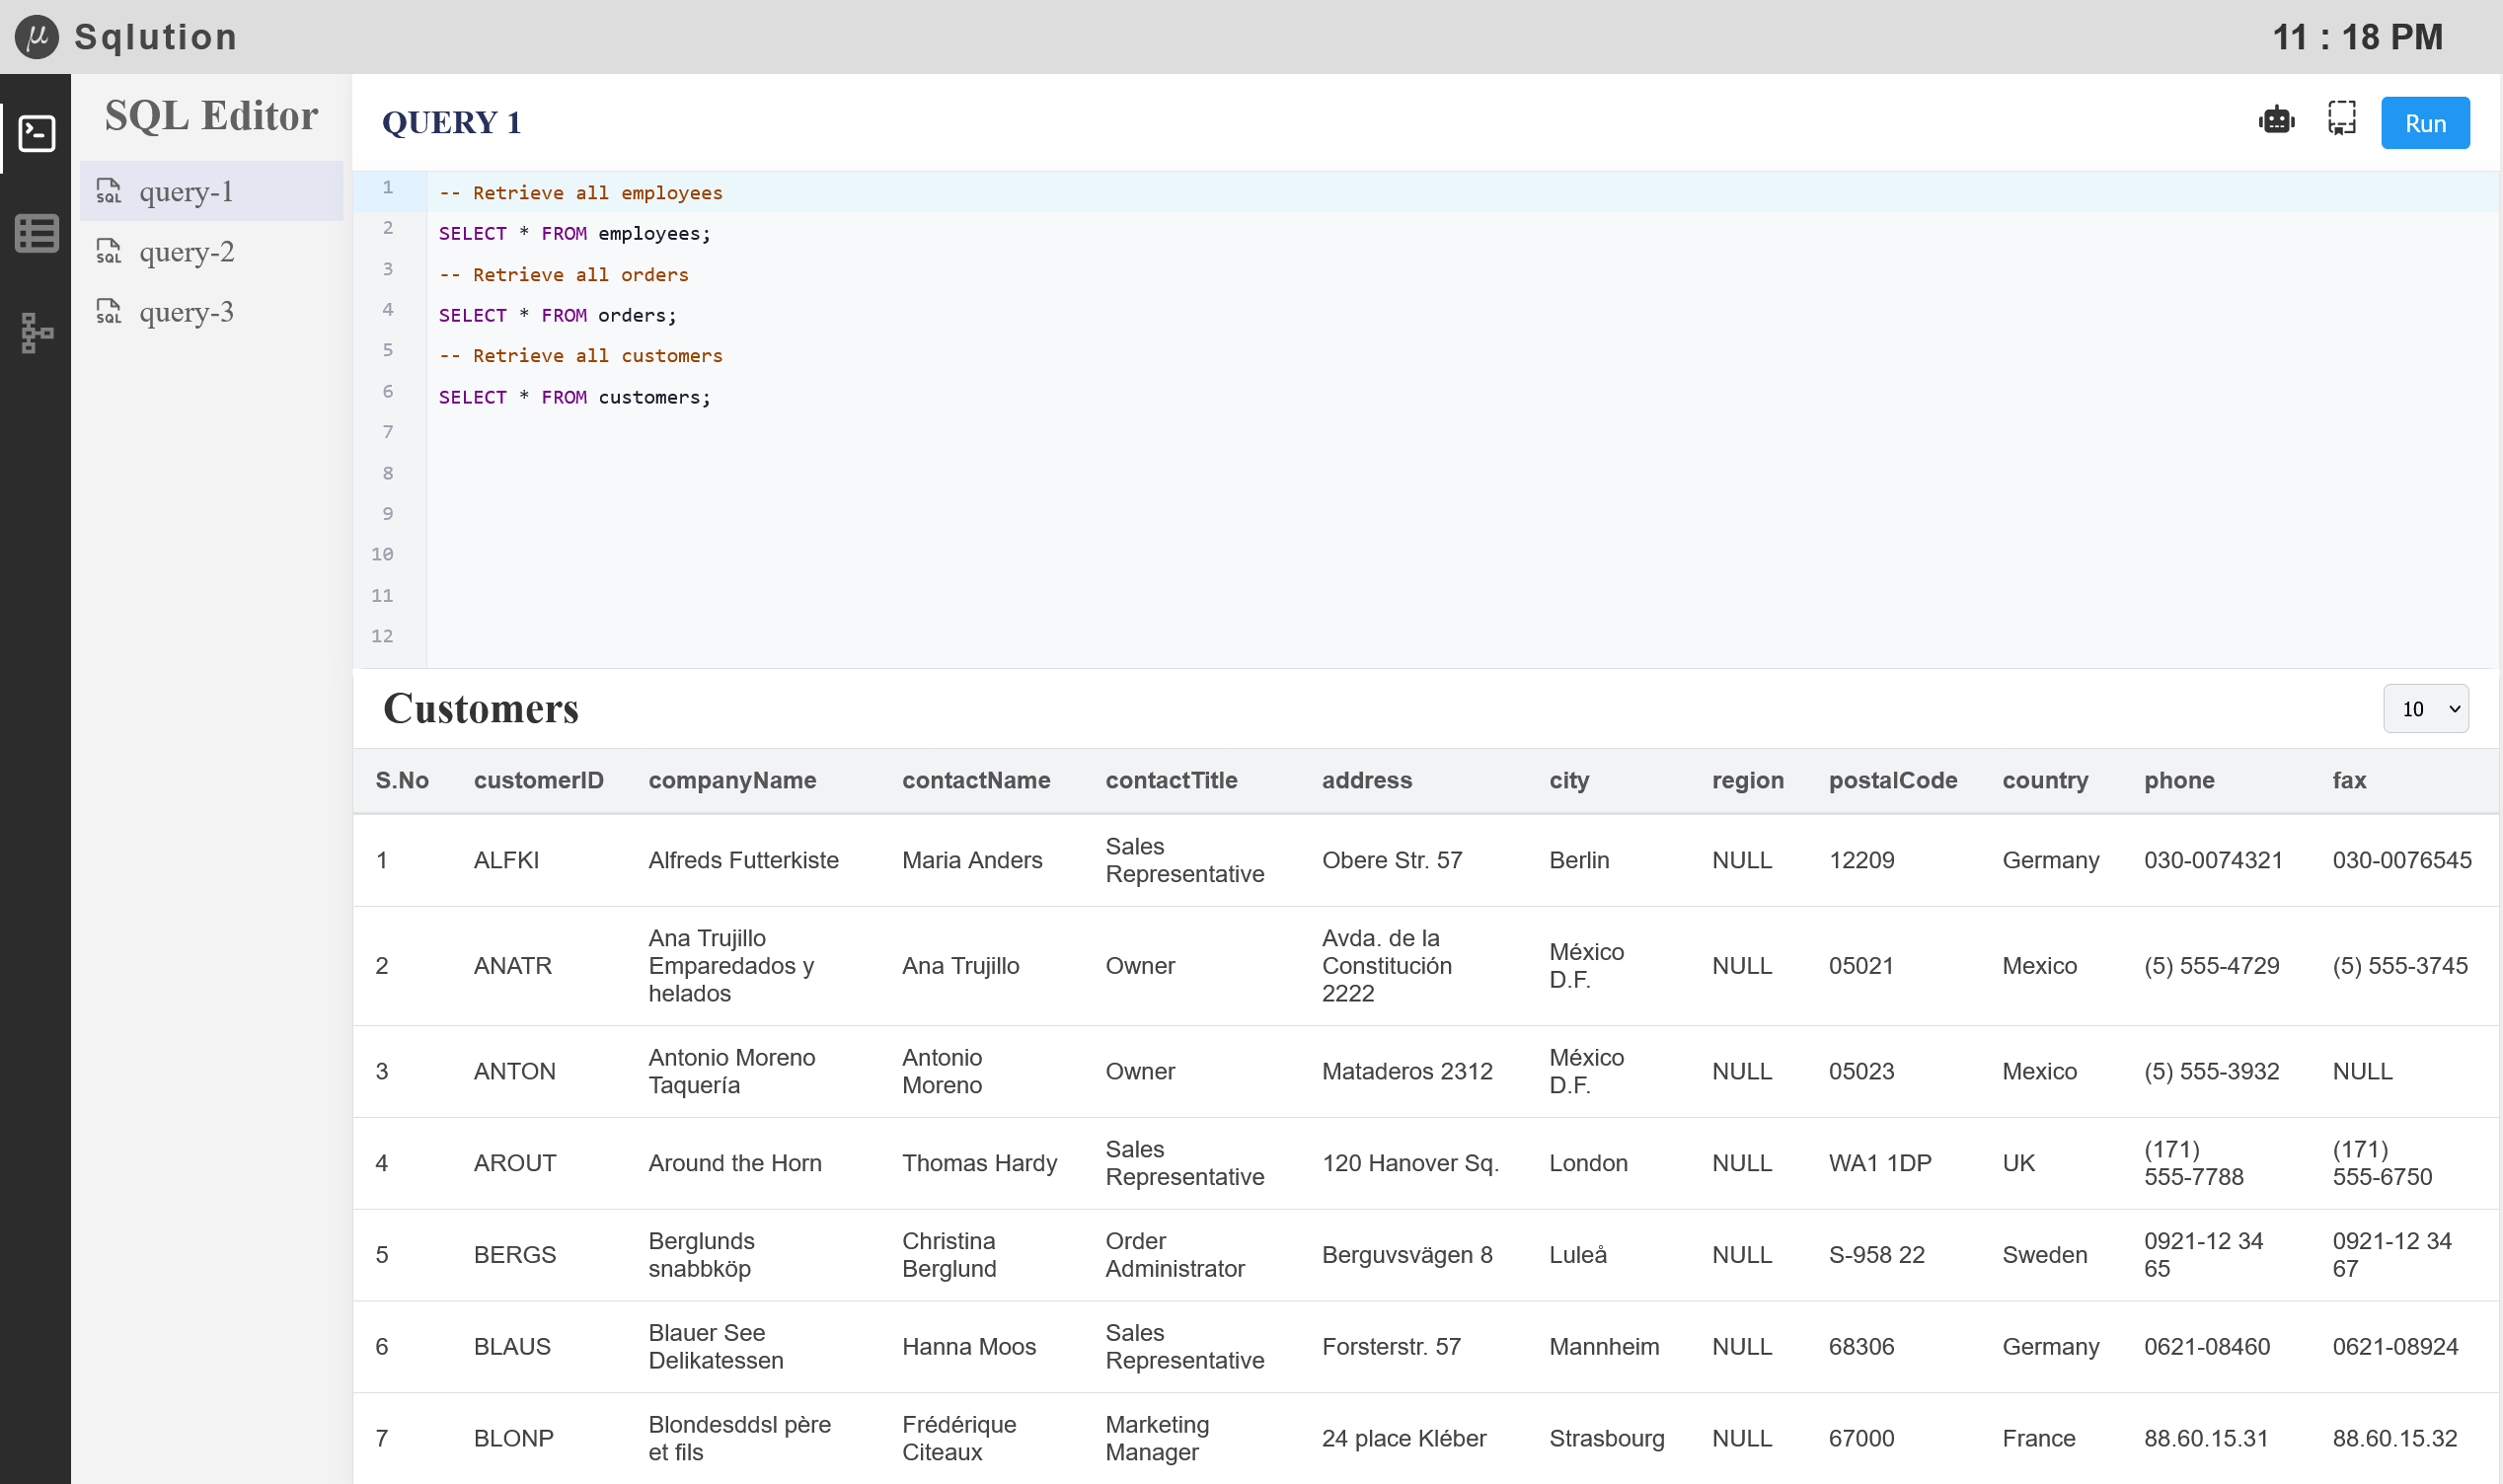 μ Sqlution
11 : 18 PM
SQL Editor
SQL query-1
SQL query-2
SQL query-3
QUERY 1
Run
1 -- Retrieve all employees
2 SELECT * FROM employees;
3 -- Retrieve all orders
4 SELECT * FROM orders;
5 -- Retrieve all customers
6 SELECT * FROM customers;
7
8
9
10
11
12
Customers
10
S.No customerID companyName contactName contactTitle address city region postalCode country phone fax
1 ALFKI Alfreds Futterkiste Maria Anders Sales Representative Obere Str. 57 Berlin NULL 12209 Germany 030-0074321 030-0076545
2 ANATR Ana Trujillo Emparedados y helados Ana Trujillo Owner Avda. de la Constitución 2222 México D.F. NULL 05021 Mexico (5) 555-4729 (5) 555-3745
3 ANTON Antonio Moreno Taquería Antonio Moreno Owner Mataderos 2312 México D.F. NULL 05023 Mexico (5) 555-3932 NULL
4 AROUT Around the Horn Thomas Hardy Sales Representative 120 Hanover Sq. London NULL WA1 1DP UK (171) 555-7788 (171) 555-6750
5 BERGS Berglunds snabbköp Christina Berglund Order Administrator Berguvsvägen 8 Luleå NULL S-958 22 Sweden 0921-12 34 65 0921-12 34 67
6 BLAUS Blauer See Delikatessen Hanna Moos Sales Representative Forsterstr. 57 Mannheim NULL 68306 Germany 0621-08460 0621-08924
7 BLONP Blondesddsl père et fils Frédérique Citeaux Marketing Manager 24 place Kléber Strasbourg NULL 67000 France 88.60.15.31 88.60.15.32